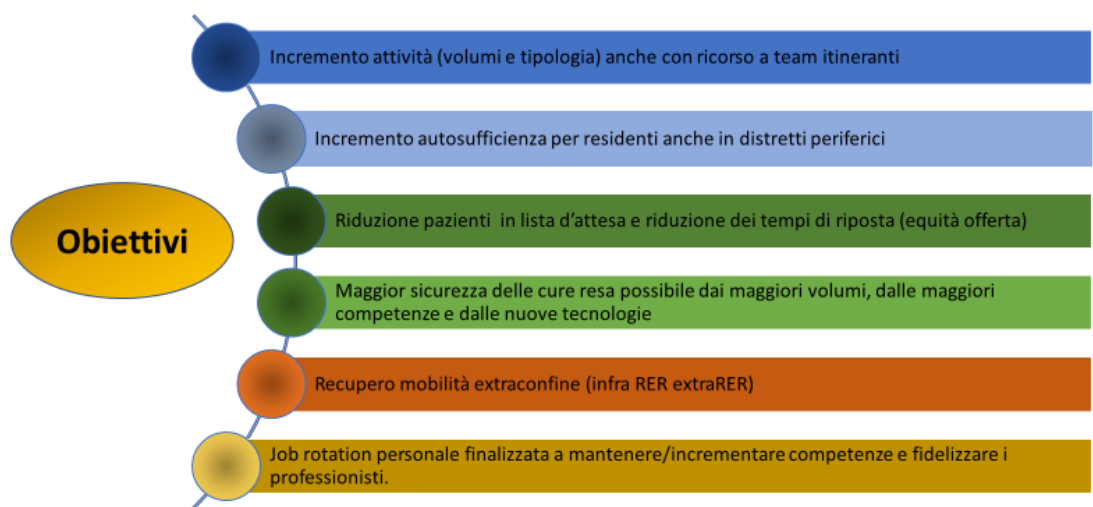 Obiettivi
Incremento attività (volumi e tipologia) anche con ricorso a team itineranti
Incremento autosufficienza per residenti anche in distretti periferici
Riduzione pazienti  in lista d'attesa e riduzione dei tempi di riposta (equità offerta)
Maggior sicurezza delle cure resa possibile dai maggiori volumi, dalle maggiori
competenze e dalle nuove tecnologie
Recupero mobilità extraconfine (infra RER extraRER)
Job rotation personale finalizzata a mantenere/incrementare competenze e fidelizzare i
professionisti.